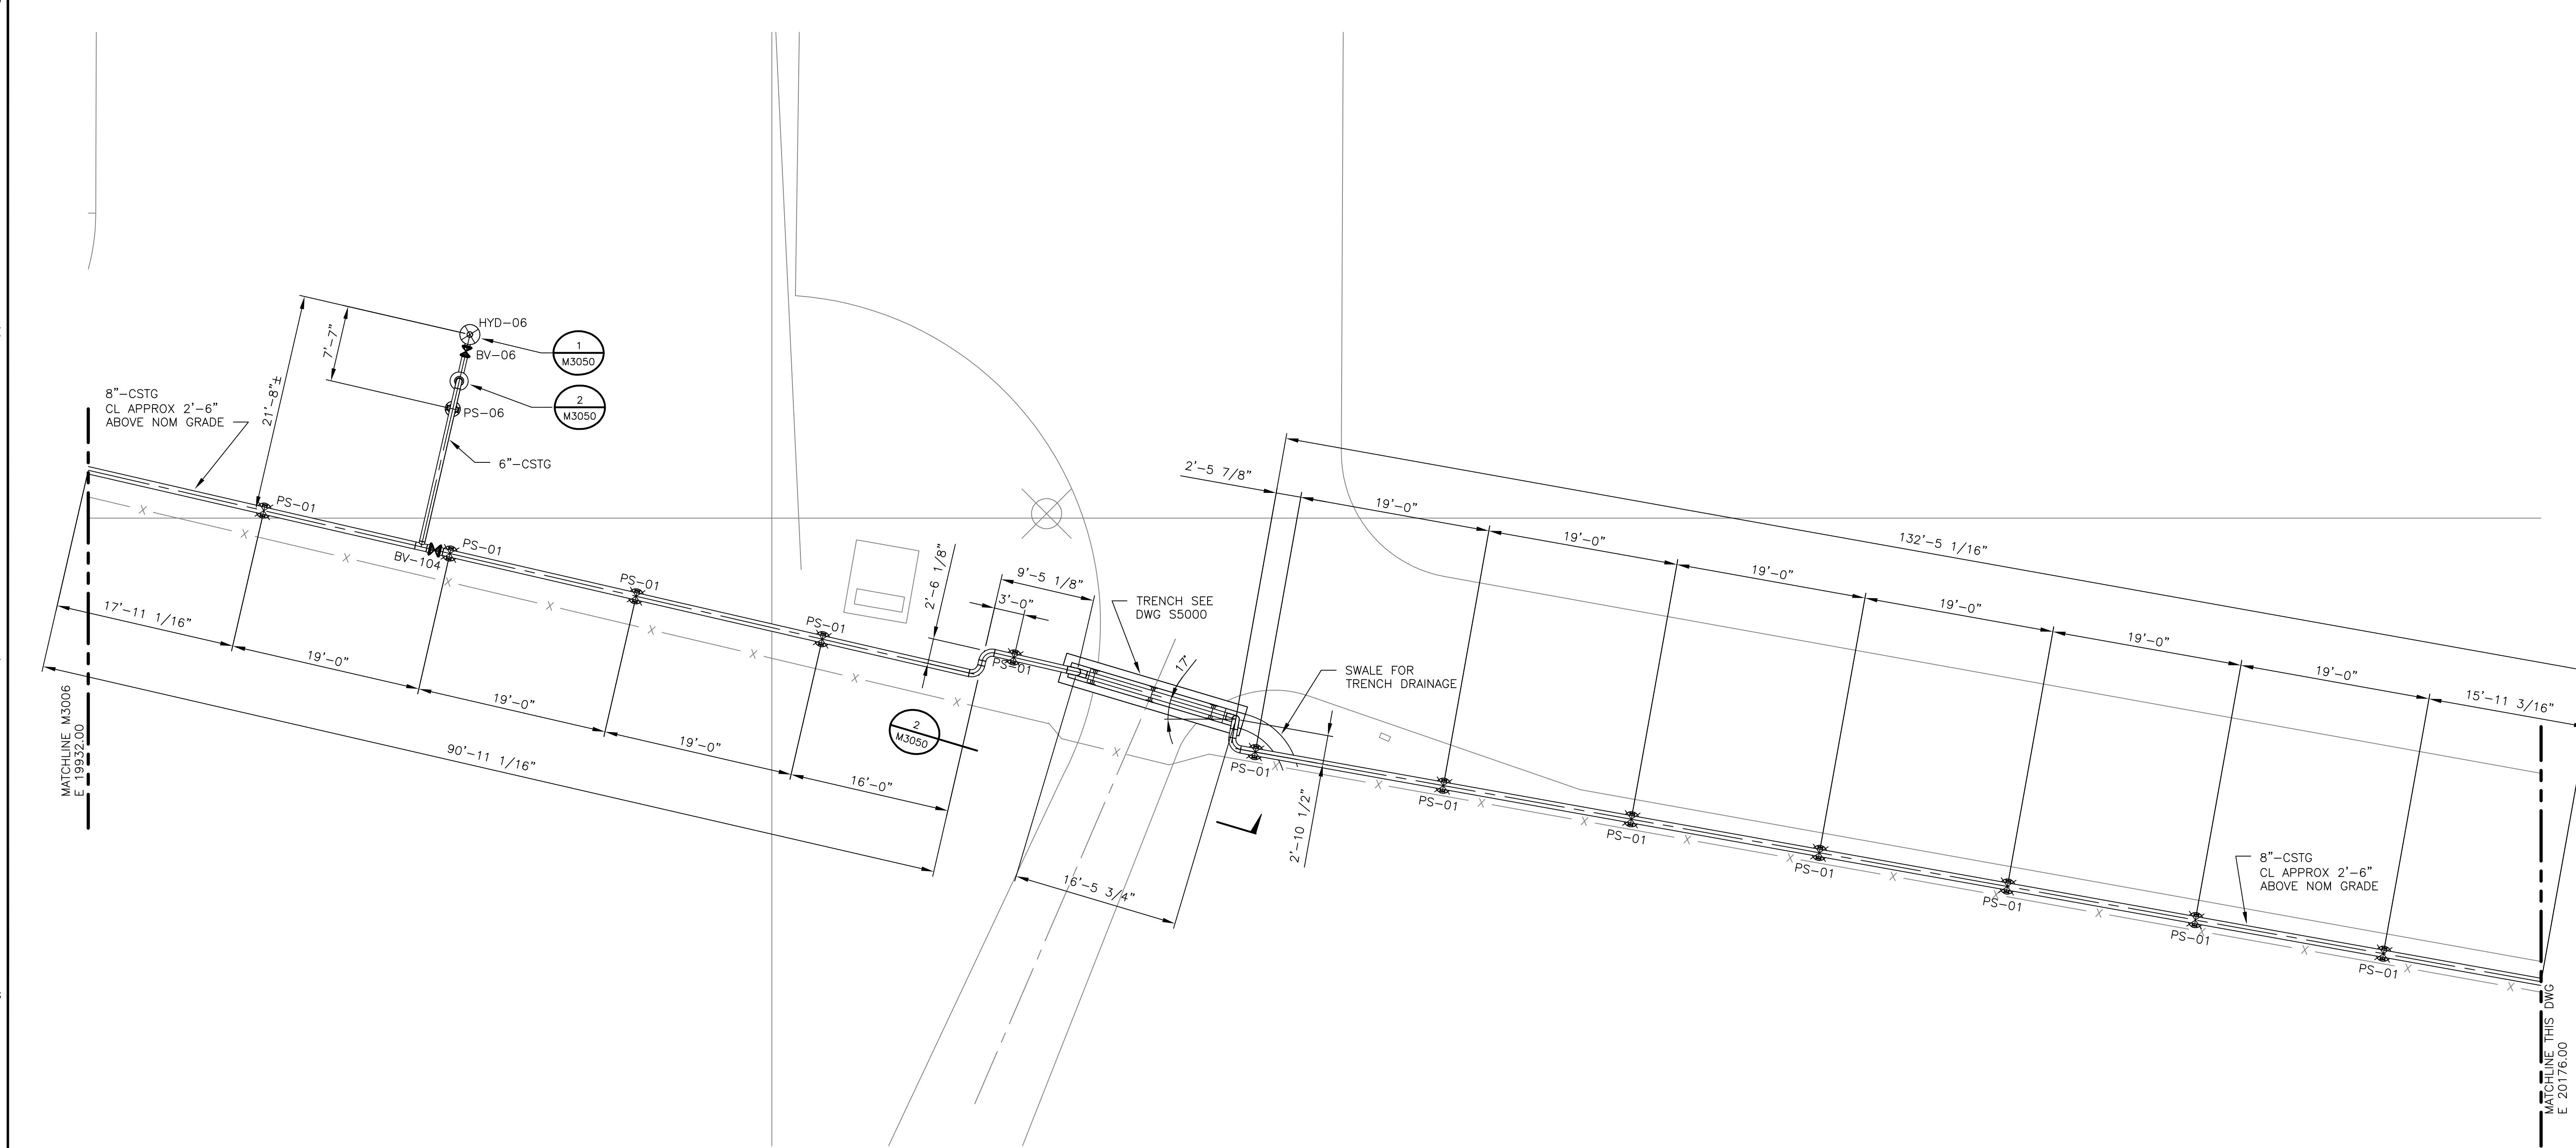 HYD-06
1
M3050
BV-06
7'-7"
2
M3050
PS-06
21'-8"±
8"-CSTG
CL APPROX 2'-6"
ABOVE NOM GRADE
6"-CSTG
PS-01
PS-01
BV-104
PS-01
PS-01
17'-11 1/16"
19'-0"
19'-0"
19'-0"
16'-0"
90'-11 1/16"
MATCHLINE M3006
E 19932.00
2'-6 1/8"
9'-5 1/8"
3'-0"
PS-01
TRENCH SEE
DWG S5000
17'
SWALE FOR
TRENCH DRAINAGE
2
M3050
16'-5 3/4"
2'-10 1/2"
2'-5 7/8"
19'-0"
19'-0"
19'-0"
19'-0"
19'-0"
19'-0"
15'-11 3/16"
132'-5 1/16"
PS-01
PS-01
PS-01
PS-01
PS-01
PS-01
PS-01
8"-CSTG
CL APPROX 2'-6"
ABOVE NOM GRADE
MATCHLINE THIS DWG
E 20176.00